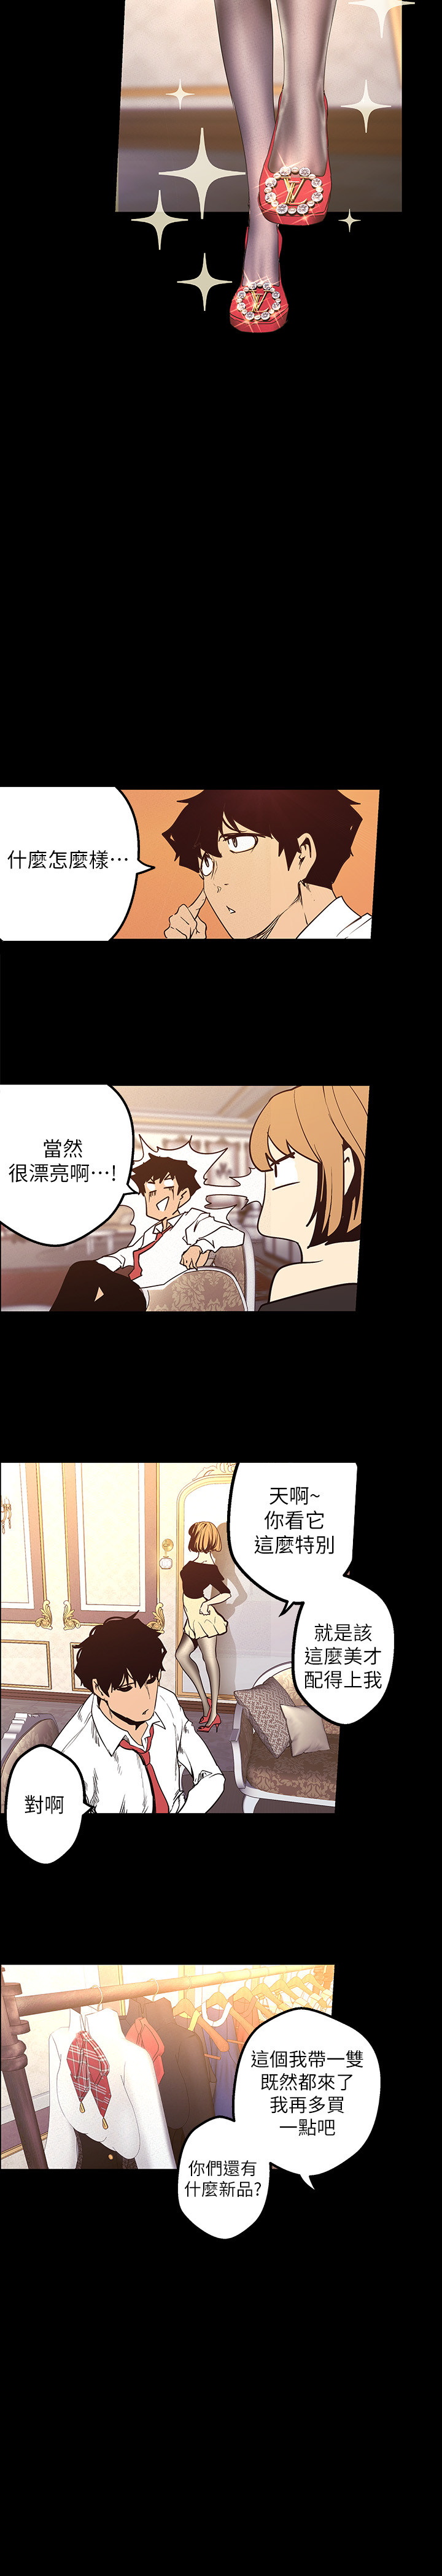 什麼怎麼樣⋯
當然
很漂亮啊⋯!
天啊~
你看它
這麼特別
就是該
這麼美才
配得上我
對啊
這個我帶一雙
既然都來了
我再多買
一點吧
你們還有
什麼新品?